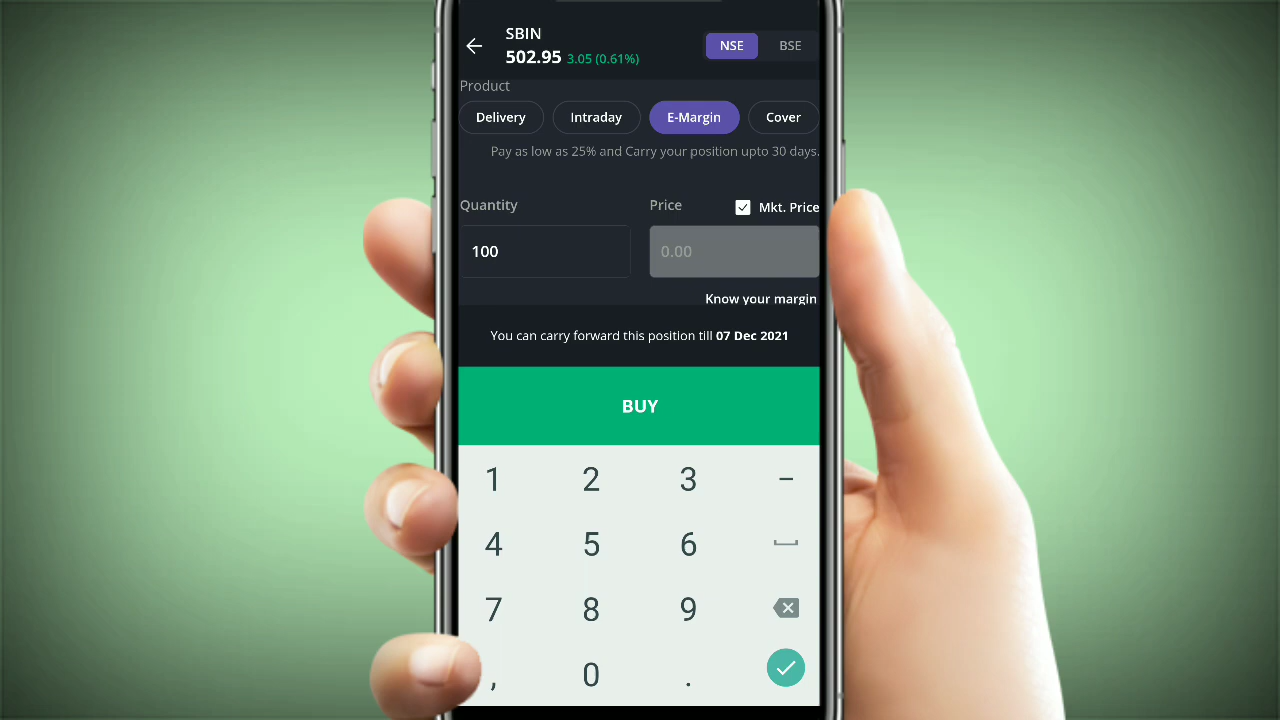 SBIN
502.95 3.05 (0.61%)
NSE BSE
Product
Delivery Intraday E-Margin Cover
Pay as low as 25% and Carry your position upto 30 days.
Quantity Price Mkt. Price
100 0.00
Know your margin
You can carry forward this position till 07 Dec 2021
BUY
1 2 3 −
4 5 6
7 8 9
, 0 .